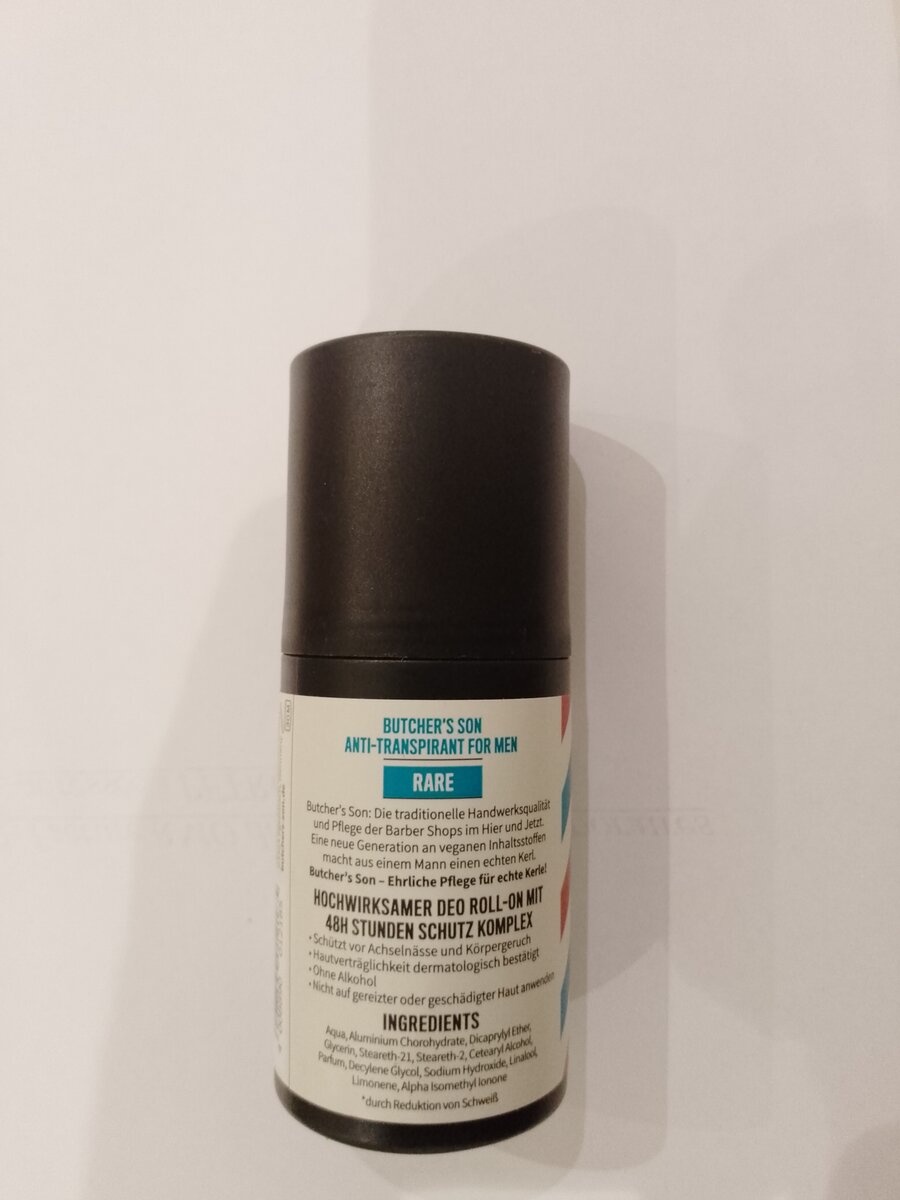 BUTCHER'S SON
ANTI-TRANSPIRANT FOR MEN
RARE
Butcher's Son: Die traditionelle Handwerksqualität
und Pflege der Barber Shops im Hier und Jetzt.
Eine neue Generation an veganen Inhaltsstoffen
macht aus einem Mann einen echten Kerl.
Butcher's Son – Ehrliche Pflege für echte Kerle!
HOCHWIRKSAMER DEO ROLL-ON MIT
48H STUNDEN SCHUTZ KOMPLEX
• Schützt vor Achselnässe und Körpergeruch
• Hautverträglichkeit dermatologisch bestätigt
• Ohne Alkohol
• Nicht auf gereizter oder geschädigter Haut anwenden
INGREDIENTS
Aqua, Aluminium Chorohydrate, Dicaprylyl Ether,
Glycerin, Steareth-21, Steareth-2, Cetearyl Alcohol,
Parfum, Decylene Glycol, Sodium Hydroxide, Linalool,
Limonene, Alpha Isomethyl Ionone
*durch Reduktion von Schweiß